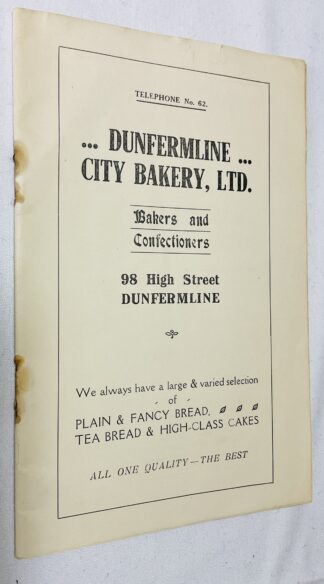 TELEPHONE No. 62.
... DUNFERMLINE ...
CITY BAKERY, LTD.
Bakers and
Confectioners
98 High Street
DUNFERMLINE
We always have a large & varied selection
- of -
PLAIN & FANCY BREAD,
TEA BREAD & HIGH-CLASS CAKES
ALL ONE QUALITY—THE BEST